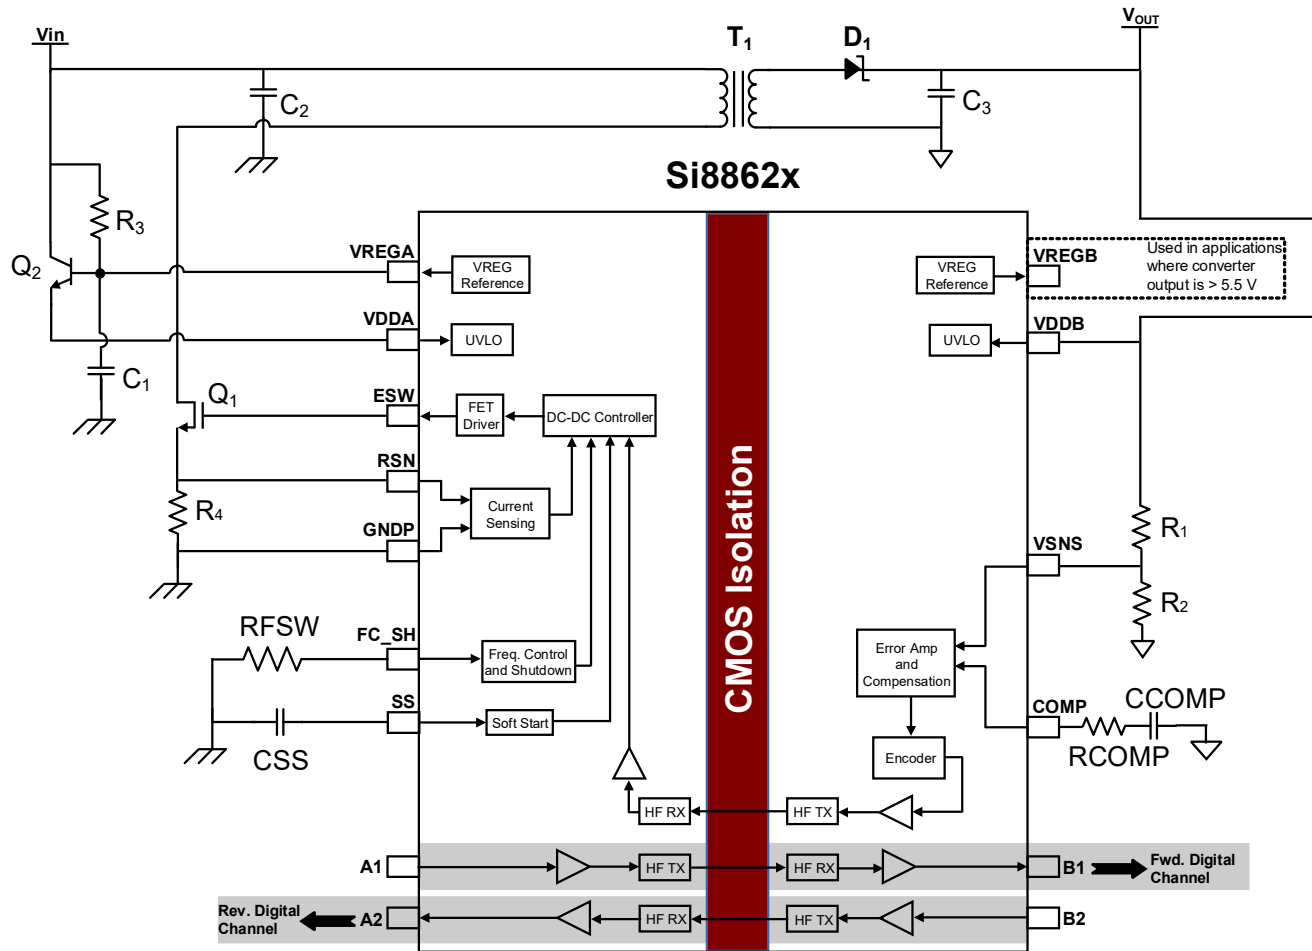 Vin
T1
D1
VOUT
C2
C3
Si8862x
R3
VREGA
VREG
Reference
VREG
Reference
VREGB
Used in applications
where converter
output is > 5.5 V
Q2
VDDA
UVLO
UVLO
VDDB
C1
Q1
ESW
FET
Driver
DC-DC Controller
RSN
R4
Current
Sensing
GNDP
CMOS Isolation
R1
VSNS
R2
RFSW
FC_SH
Freq. Control
and Shutdown
Error Amp
and
Compensation
SS
Soft Start
CSS
COMP
CCOMP
RCOMP
Encoder
HF RX
HF TX
A1
HF TX
HF RX
B1
Fwd. Digital
Channel
Rev. Digital
Channel
A2
HF RX
HF TX
B2